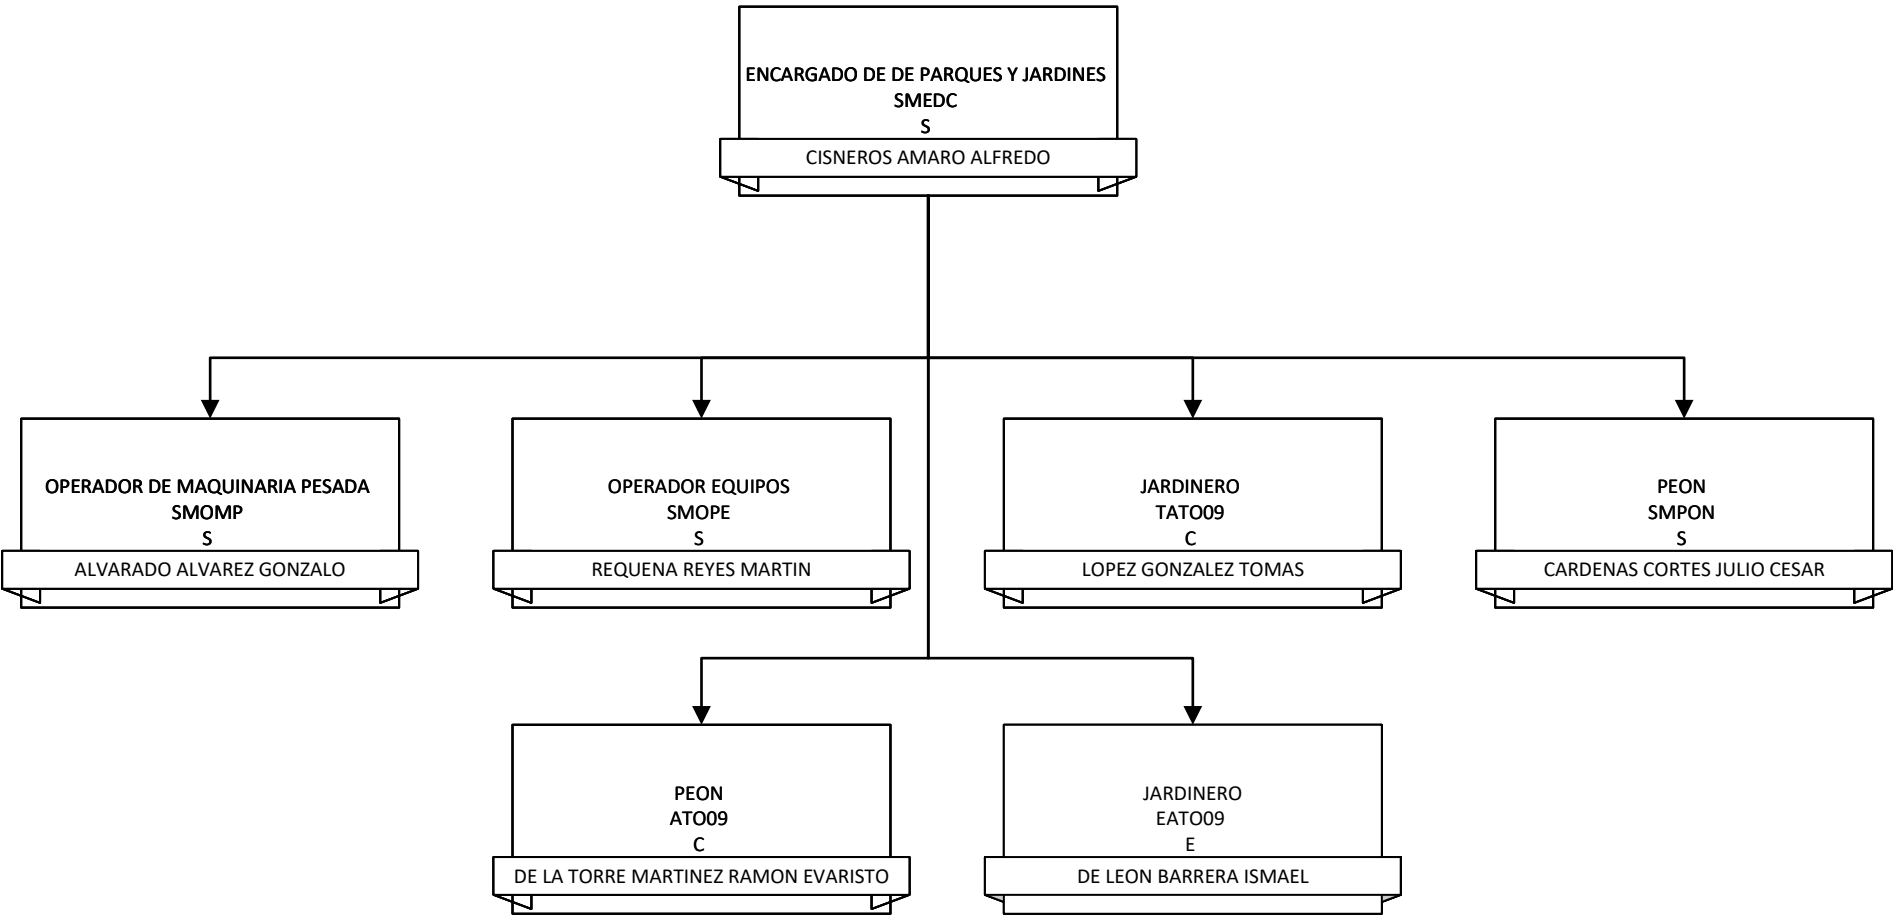 ENCARGADO DE DE PARQUES Y JARDINES
SMEDC
S
CISNEROS AMARO ALFREDO
OPERADOR DE MAQUINARIA PESADA
SMOMP
S
ALVARADO ALVAREZ GONZALO
OPERADOR EQUIPOS
SMOPE
S
REQUENA REYES MARTIN
JARDINERO
TATO09
C
LOPEZ GONZALEZ TOMAS
PEON
SMPON
S
CARDENAS CORTES JULIO CESAR
PEON
ATO09
C
DE LA TORRE MARTINEZ RAMON EVARISTO
JARDINERO
EATO09
E
DE LEON BARRERA ISMAEL